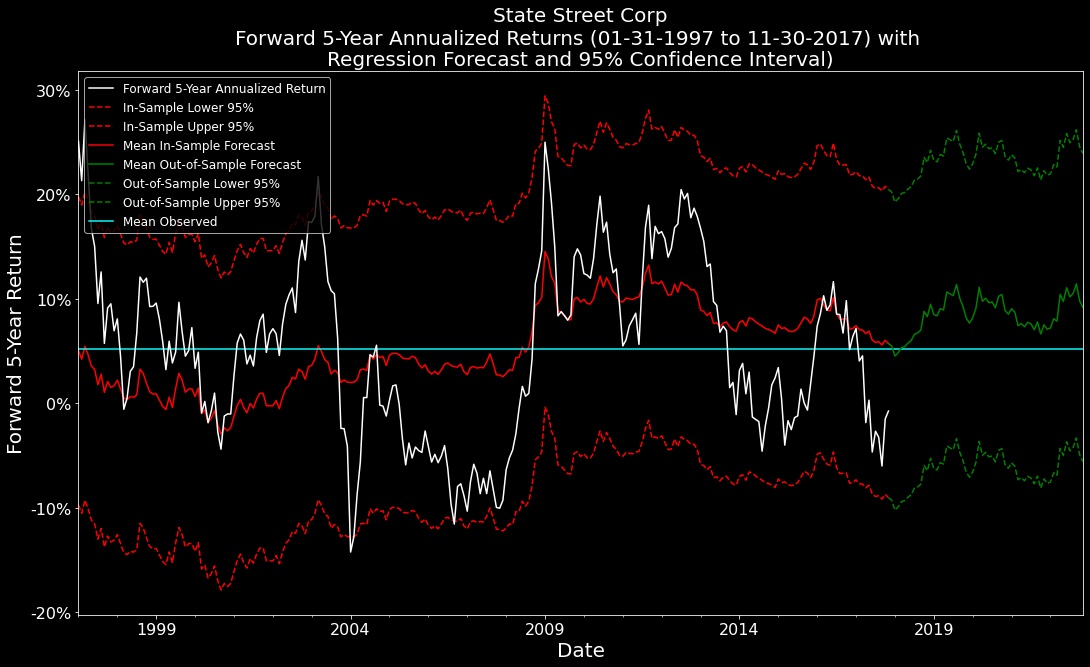 State Street Corp
Forward 5-Year Annualized Returns (01-31-1997 to 11-30-2017) with
Regression Forecast and 95% Confidence Interval)
Forward 5-Year Annualized Return
In-Sample Lower 95%
In-Sample Upper 95%
Mean In-Sample Forecast
Mean Out-of-Sample Forecast
Out-of-Sample Lower 95%
Out-of-Sample Upper 95%
Mean Observed
Forward 5-Year Return
30%
20%
10%
0%
-10%
-20%
1999
2004
2009
2014
2019
Date